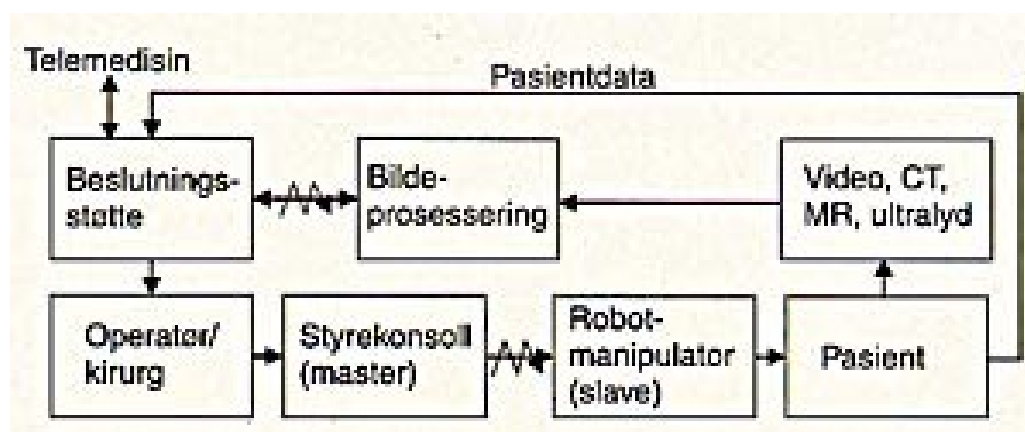 Telemedisin
Pasientdata
Beslutnings-
støtte
Bilde-
prosessering
Video, CT,
MR, ultralyd
Operatør/
kirurg
Styrekonsoll
(master)
Robot-
manipulator
(slave)
Pasient